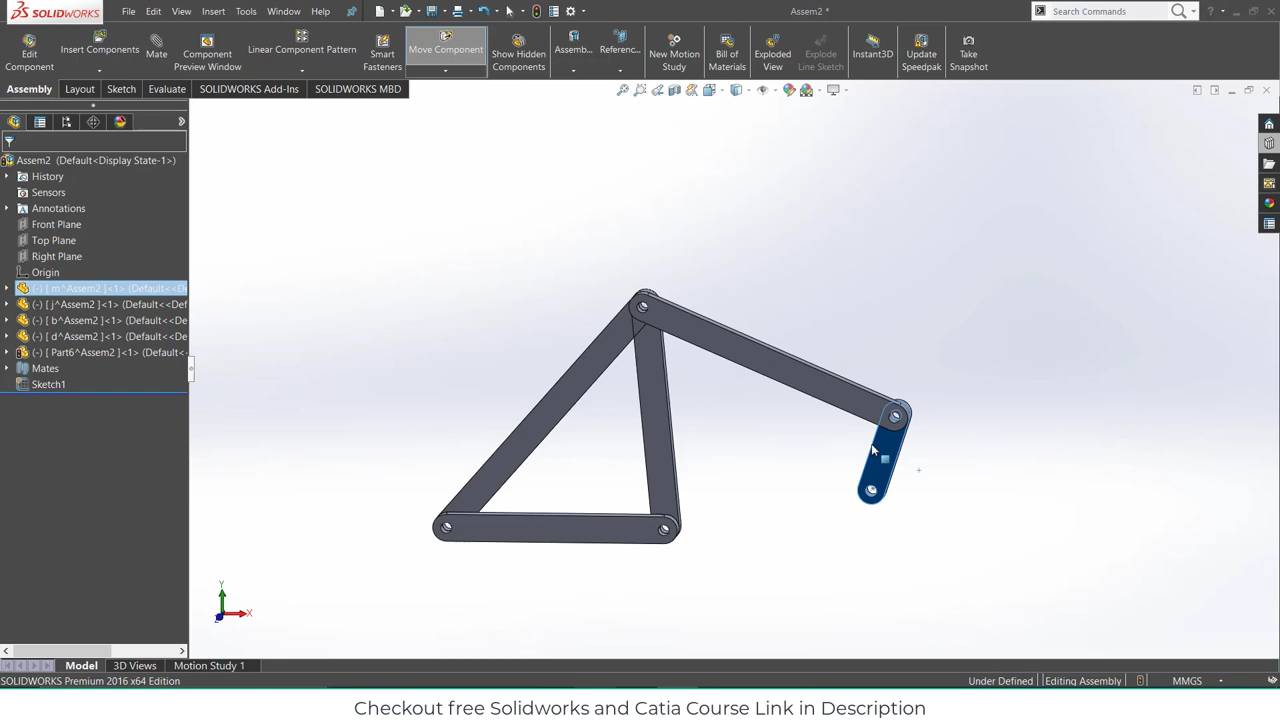 SOLIDWORKS File Edit View Insert Tools Window Help Assem2 * Search Commands ?
Edit Component Insert Components Mate Component Preview Window Linear Component Pattern Smart Fasteners Move Component Show Hidden Components Assemb... Referenc... New Motion Study Bill of Materials Exploded View Explode Line Sketch Instant3D Update Speedpak Take Snapshot
Assembly Layout Sketch Evaluate SOLIDWORKS Add-Ins SOLIDWORKS MBD
Assem2 (Default<Display State-1>)
History
Sensors
Annotations
Front Plane
Top Plane
Right Plane
Origin
(-) [ m^Assem2 ]<1> (Default<<De
(-) [ j^Assem2 ]<1> (Default<<Def
(-) [ b^Assem2 ]<1> (Default<<De
(-) [ d^Assem2 ]<1> (Default<<De
(-) [ Part6^Assem2 ]<1> (Default<
Mates
Sketch1
Y
X
Z
Model 3D Views Motion Study 1
SOLIDWORKS Premium 2016 x64 Edition Under Defined Editing Assembly MMGS
Checkout free Solidworks and Catia Course Link in Description